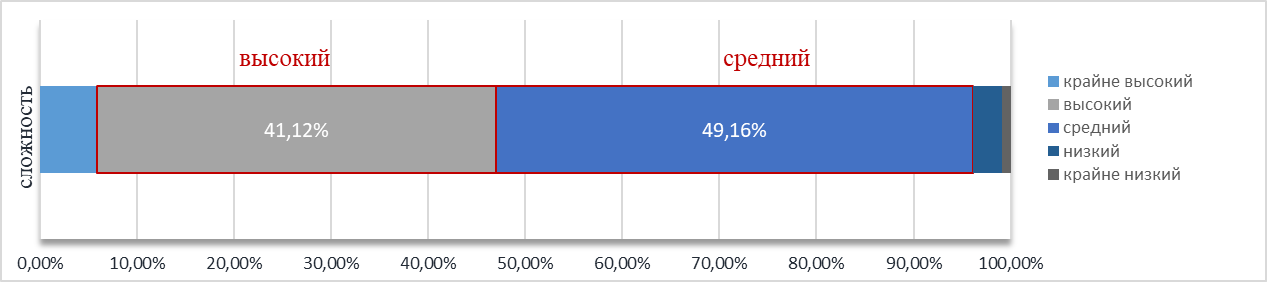 высокий средний
сложность
41,12% 49,16%
крайне высокий
высокий
средний
низкий
крайне низкий
0,00% 10,00% 20,00% 30,00% 40,00% 50,00% 60,00% 70,00% 80,00% 90,00% 100,00%